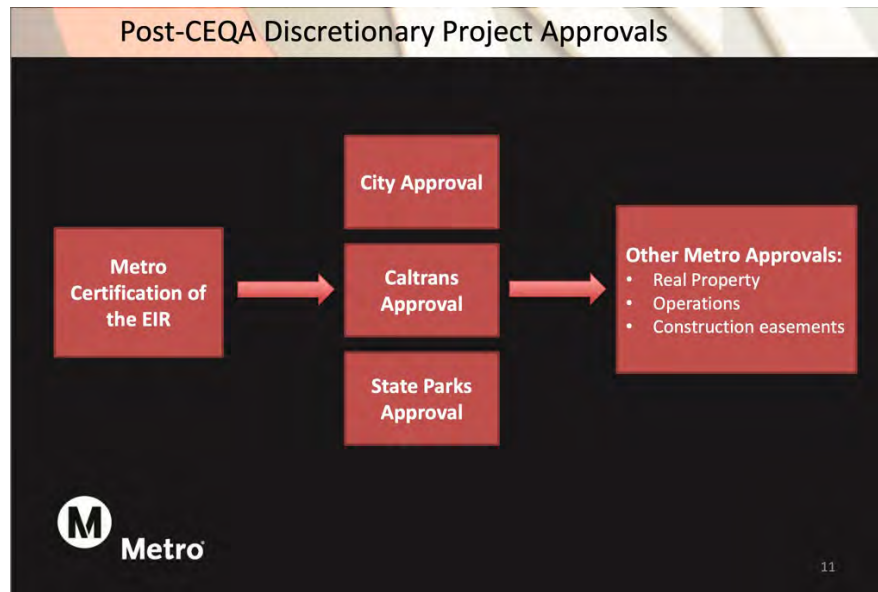 Post-CEQA Discretionary Project Approvals
Metro
Certification of
the EIR
City Approval
Caltrans
Approval
State Parks
Approval
Other Metro Approvals:
• Real Property
• Operations
• Construction easements
M
Metro
11